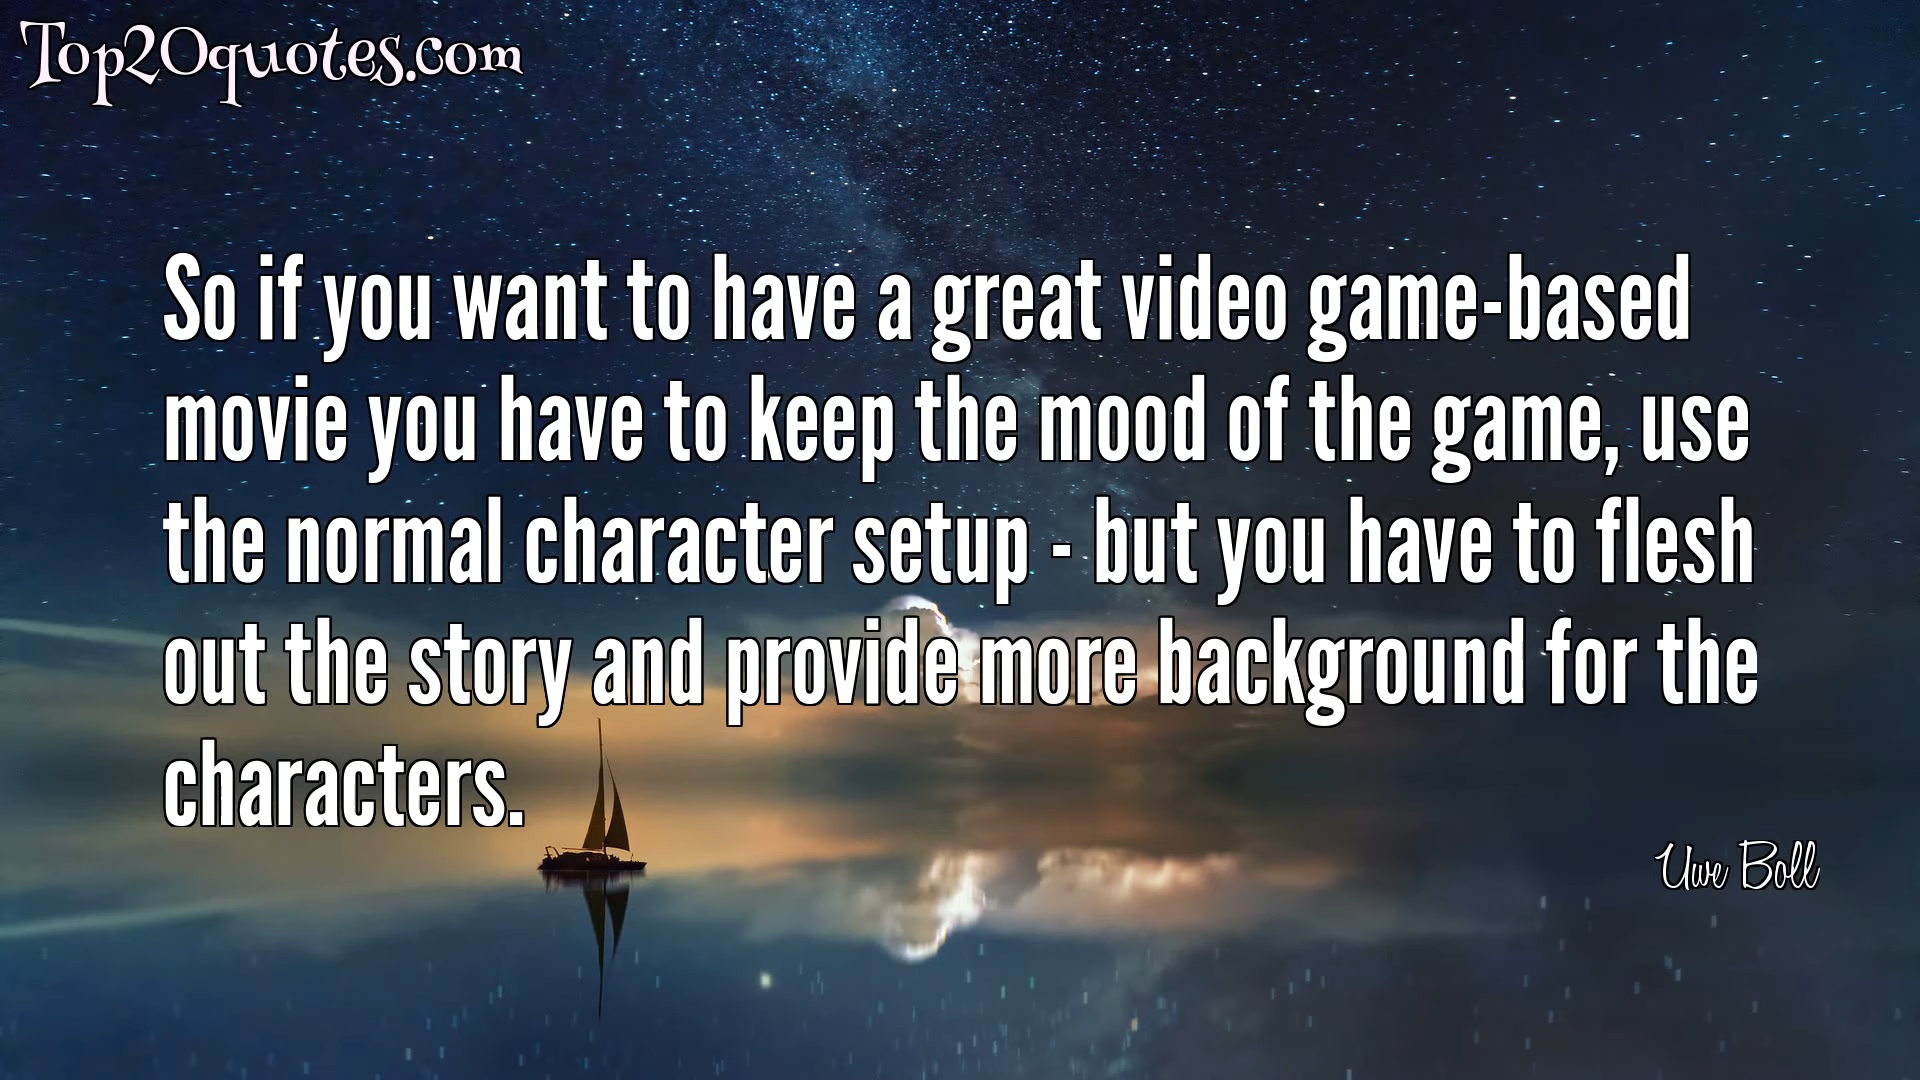 Top20quotes.com
So if you want to have a great video game-based
movie you have to keep the mood of the game, use
the normal character setup - but you have to flesh
out the story and provide more background for the
characters.
Uwe Boll